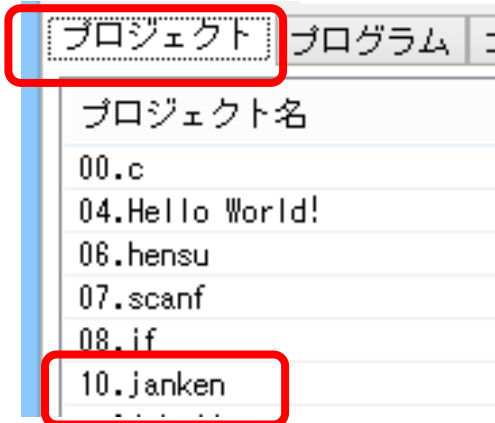 プロジェクト プログラム
プロジェクト名
00.c
04.Hello World!
06.hensu
07.scanf
08.if
10.janken